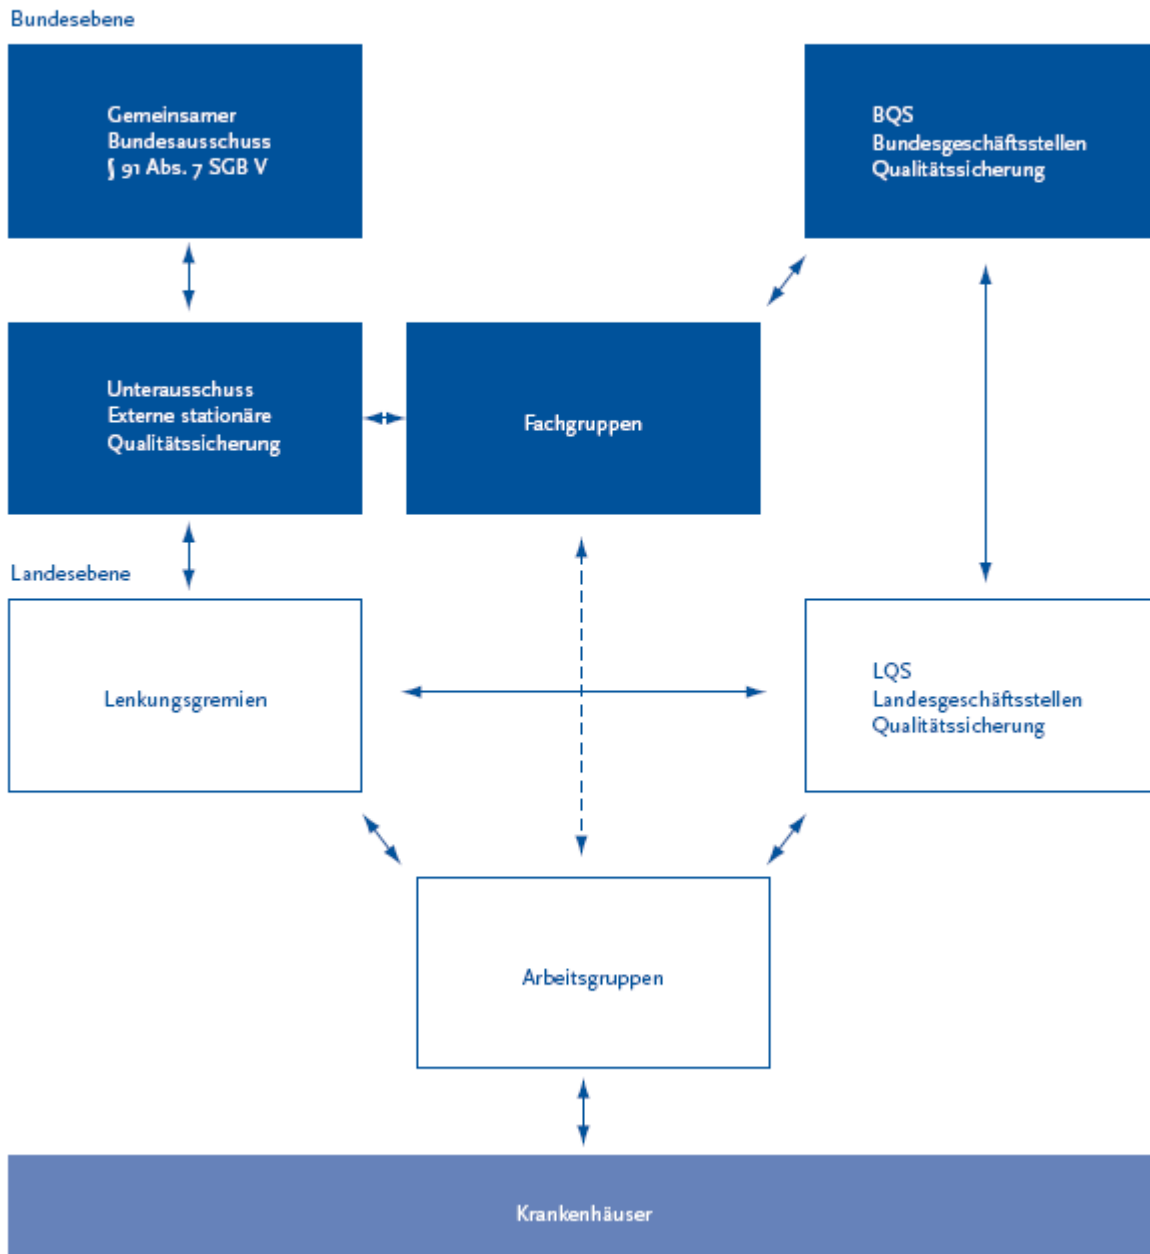 Bundesebene
Gemeinsamer
Bundesausschuss
§ 91 Abs. 7 SGB V
BQS
Bundesgeschäftsstellen
Qualitätssicherung
Unterausschuss
Externe stationäre
Qualitätssicherung
Fachgruppen
Landesebene
Lenkungsgremien
LQS
Landesgeschäftsstellen
Qualitätssicherung
Arbeitsgruppen
Krankenhäuser